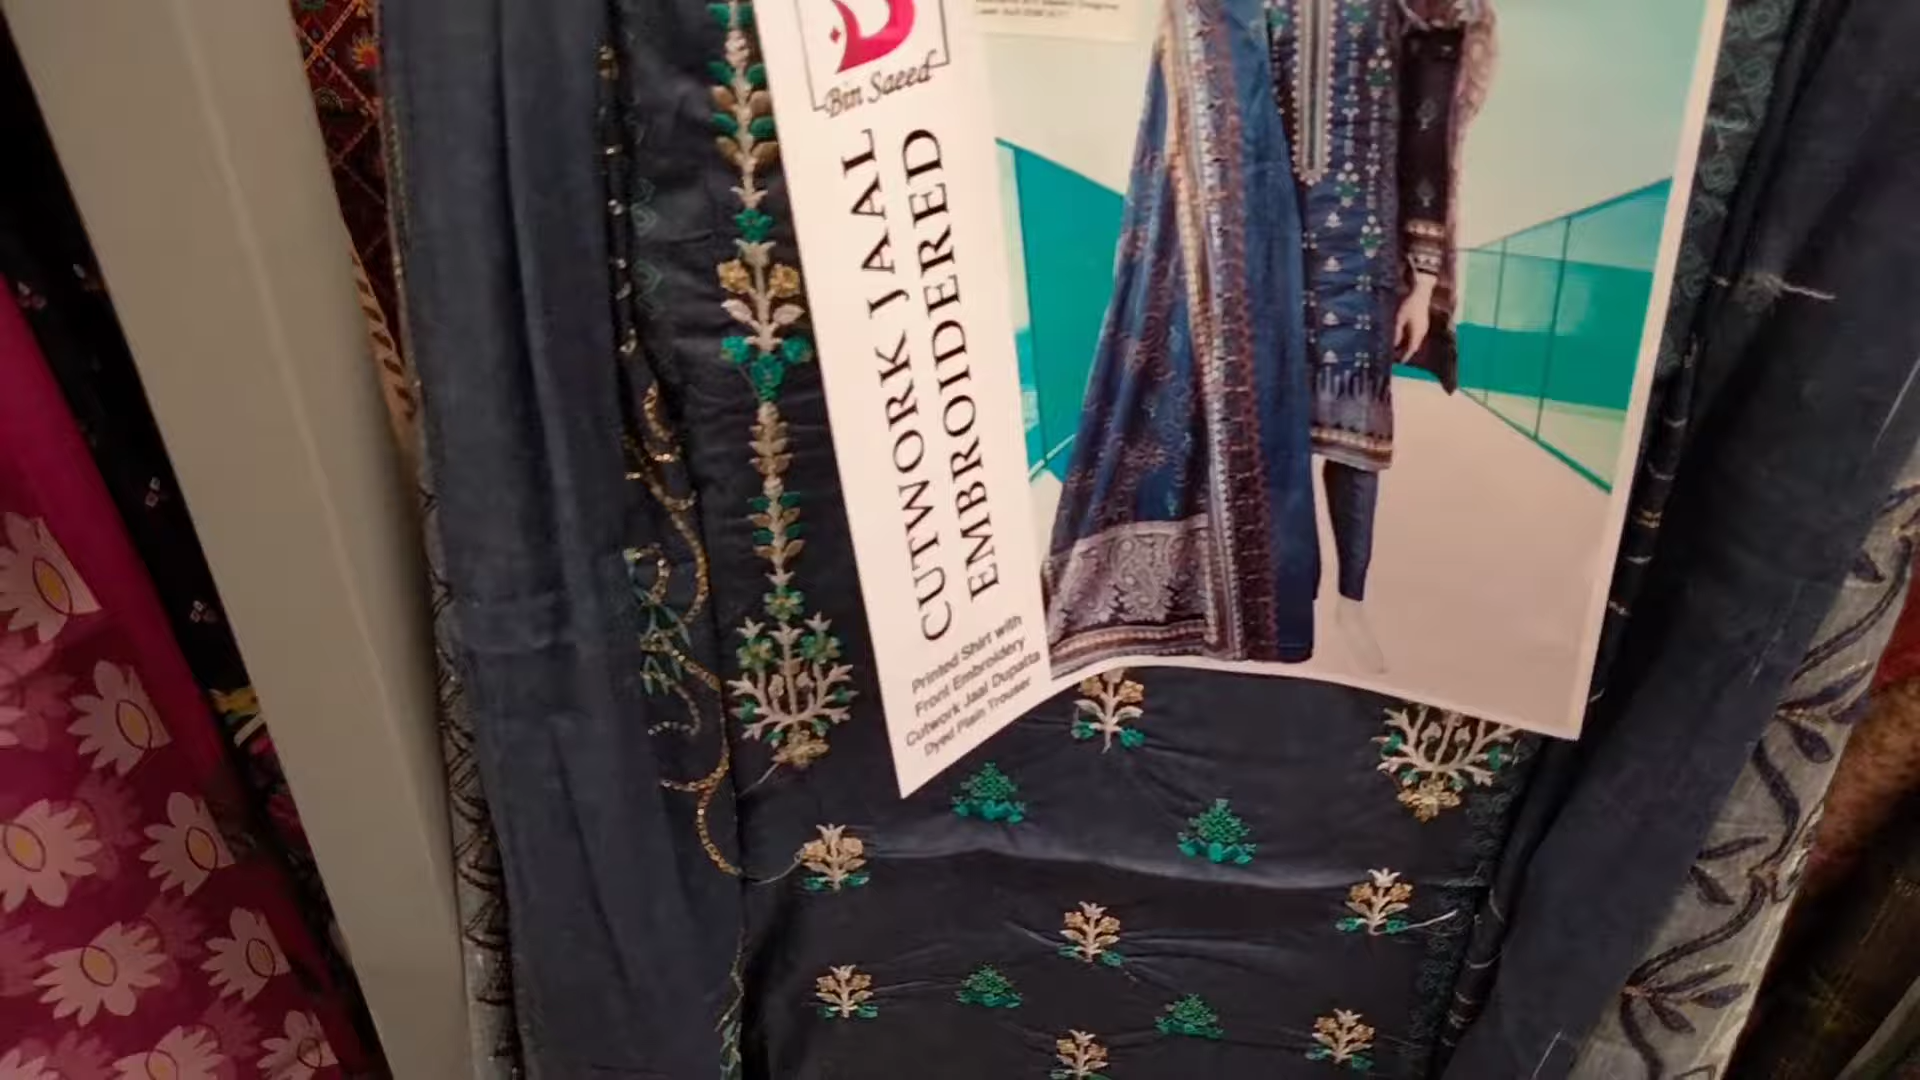 Bin Saeed
CUTWORK JAAL
EMBROIDERED
Printed Shirt with
Front Embroidery
Cutwork Jaal Dupatta
Dyed Plain Trouser